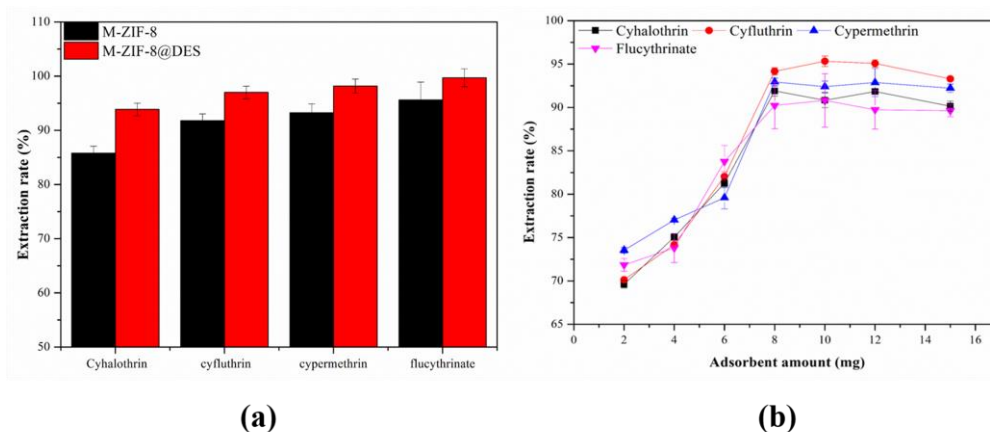 110
100
90
80
70
60
50
Extraction rate (%)
M-ZIF-8
M-ZIF-8@DES
Cyhalothrin cyfluthrin cypermethrin flucythrinate
(a)
100
95
90
85
80
75
70
65
Extraction rate (%)
Cyhalothrin Cyfluthrin Cypermethrin
Flucythrinate
0 2 4 6 8 10 12 14 16
Adsorbent amount (mg)
(b)